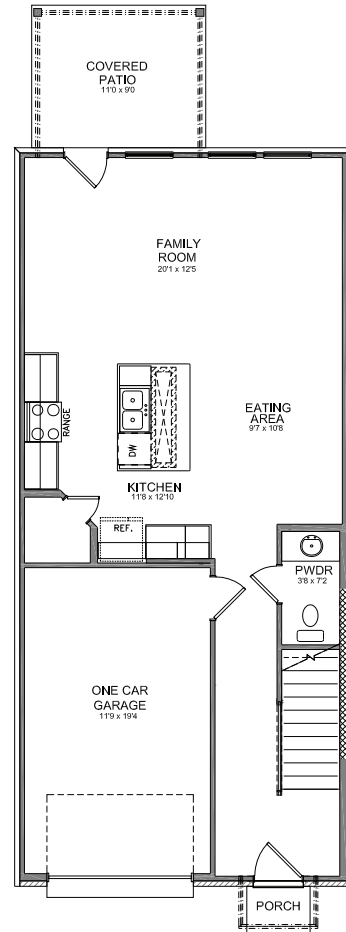 COVERED
PATIO
11'0 x 9'0
FAMILY
ROOM
20'1 x 12'5
RANGE
EATING
AREA
9'7 x 10'8
DW
KITCHEN
11'8 x 12'10
REF.
PWDR
3'8 x 7'2
ONE CAR
GARAGE
11'9 x 19'4
PORCH